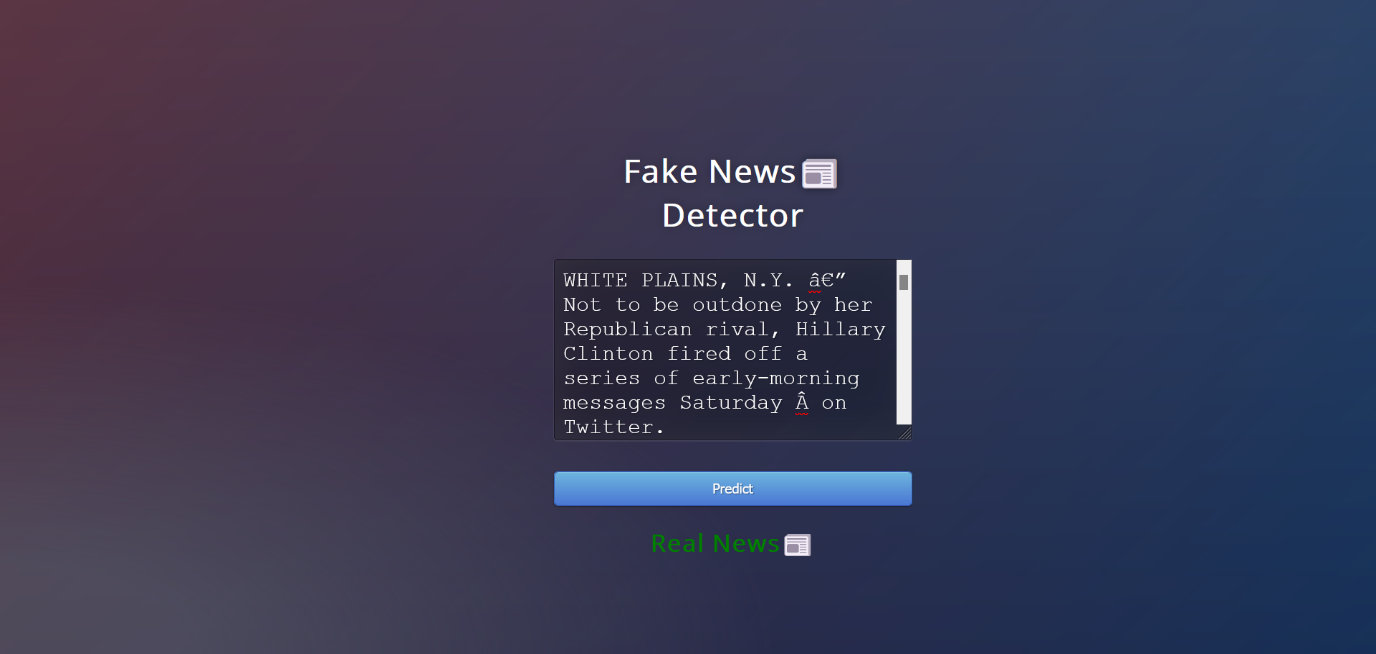 Fake News
Detector
WHITE PLAINS, N.Y. â€”
Not to be outdone by her
Republican rival, Hillary
Clinton fired off a
series of early-morning
messages Saturday Â on
Twitter.
Predict
Real News